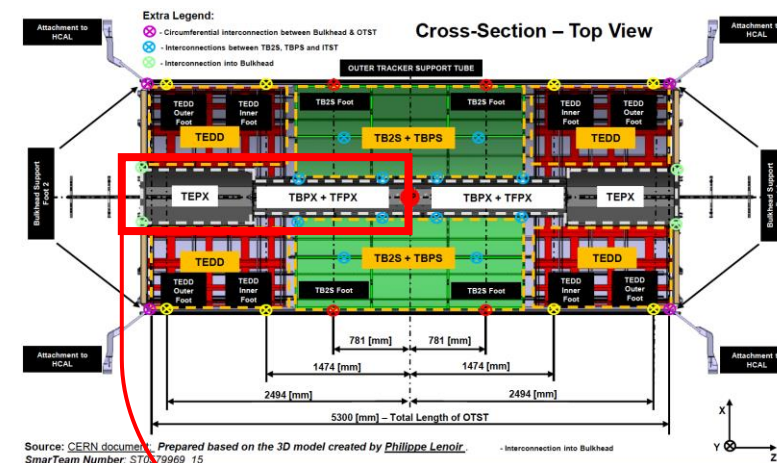 Extra Legend:
- Circumferential interconnection between Bulkhead & OTST
- Interconnections between TB2S, TBPS and ITST
- Interconnection into Bulkhead
Cross-Section – Top View
Attachment to
HCAL
Attachment to
HCAL
OUTER TRACKER SUPPORT TUBE
TEDD
Outer
Foot
TEDD
Inner
Foot
TB2S Foot
TB2S Foot
TEDD
Inner
Foot
TEDD
Outer
Foot
TEDD
TB2S + TBPS
TEDD
Bulkhead Support
Foot 2
TEPX
TBPX + TFPX
TBPX + TFPX
TEPX
Bulkhead Support
TEDD
TB2S + TBPS
TEDD
TEDD
Outer
Foot
TEDD
Inner
Foot
TB2S Foot
TB2S Foot
TEDD
Inner
Foot
TEDD
Outer
Foot
781 [mm]
781 [mm]
Attachment to
HCAL
1474 [mm]
1474 [mm]
Attachment to
HCAL
2494 [mm]
2494 [mm]
5300 [mm] – Total Length of OTST
X
Y
Z
Source: CERN document: Prepared based on the 3D model created by Philippe Lenoir.
- Interconnection into Bulkhead
SmarTeam Number: